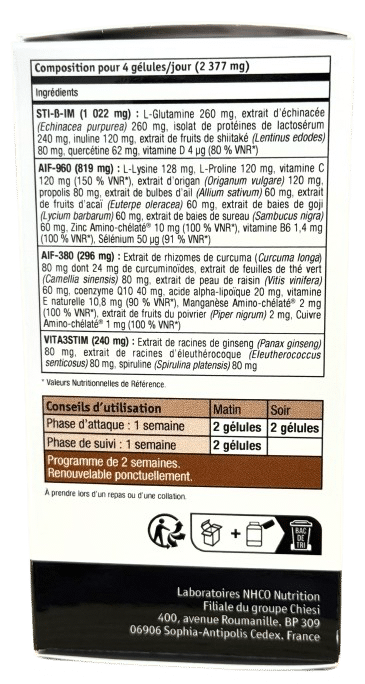 Composition pour 4 gélules/jour (2 377 mg)
Ingrédients
STI-ß-IM (1 022 mg) : L-Glutamine 260 mg, extrait d'échinacée
(Echinacea purpurea) 260 mg, isolat de protéines de lactosérum
240 mg, inuline 120 mg, extrait de fruits de shiitaké (Lentinus edodes)
80 mg, quercétine 62 mg, vitamine D 4 µg (80 % VNR*)
AIF-960 (819 mg) : L-Lysine 128 mg, L-Proline 120 mg, vitamine C
120 mg (150 % VNR*), extrait d'origan (Origanum vulgare) 120 mg,
propolis 80 mg, extrait de bulbes d'ail (Allium sativum) 60 mg, extrait
de fruits d'acaï (Euterpe oleracea) 60 mg, extrait de baies de goji
(Lycium barbarum) 60 mg, extrait de baies de sureau (Sambucus nigra)
60 mg, Zinc Amino-chélaté® 10 mg (100 % VNR*), vitamine B6 1,4 mg
(100 % VNR*), Sélénium 50 µg (91 % VNR*)
AIF-380 (296 mg) : Extrait de rhizomes de curcuma (Curcuma longa)
80 mg dont 24 mg de curcuminoïdes, extrait de feuilles de thé vert
(Camellia sinensis) 80 mg, extrait de peau de raisin (Vitis vinifera)
60 mg, coenzyme Q10 40 mg, acide alpha-lipoïque 20 mg, vitamine
E naturelle 10,8 mg (90 % VNR*), Manganèse Amino-chélaté® 2 mg
(100 % VNR*), extrait de fruits du poivrier (Piper nigrum) 2 mg, Cuivre
Amino-chélaté® 1 mg (100 % VNR*)
VITA3STIM (240 mg) : Extrait de racines de ginseng (Panax ginseng)
80 mg, extrait de racines d'éleuthérocoque (Eleutherococcus
senticosus) 80 mg, spiruline (Spirulina platensis) 80 mg
* Valeurs Nutritionnelles de Référence.
Conseils d'utilisation Matin Soir
Phase d'attaque : 1 semaine 2 gélules 2 gélules
Phase de suivi : 1 semaine 2 gélules
Programme de 2 semaines.
Renouvelable ponctuellement.
A prendre lors d'un repas ou d'une collation.
+
BAC
DE
TRI
Laboratoires NHCO Nutrition
Filiale du groupe Chiesi
400, avenue Roumanille, BP 309
06906 Sophia-Antipolis Cedex, France